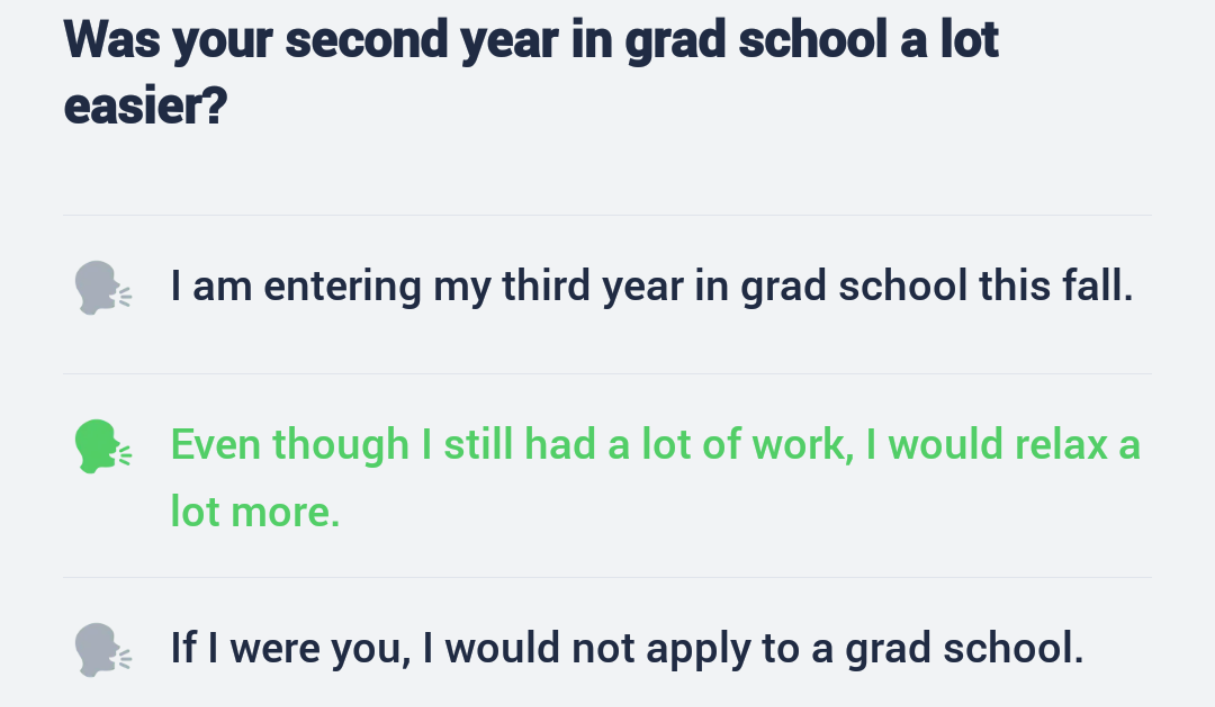 Was your second year in grad school a lot
easier?
I am entering my third year in grad school this fall.
Even though I still had a lot of work, I would relax a
lot more.
If I were you, I would not apply to a grad school.